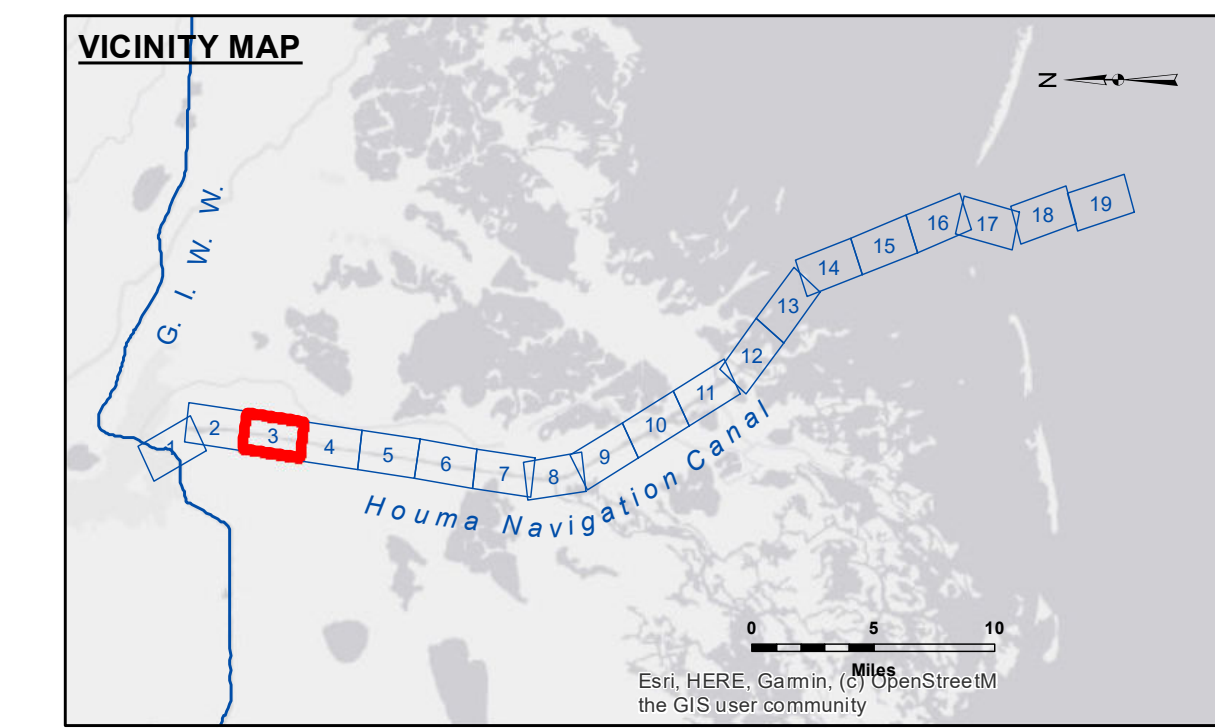 VICINITY MAP
N
G. I. W. W.
1
2
3
4
5
6
7
8
9
10
11
12
13
14
15
16
17
18
19
Houma Navigation Canal
0 5 10
Miles
Esri, HERE, Garmin, (c) OpenStreetM
the GIS user community